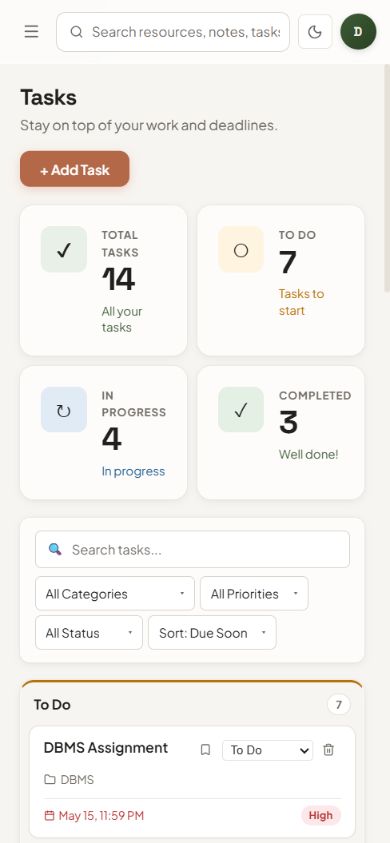 Search resources, notes, tasks
D
Tasks
Stay on top of your work and deadlines.
+ Add Task
TOTAL
TASKS
14
All your
tasks
TO DO
7
Tasks to
start
IN
PROGRESS
4
In progress
COMPLETED
3
Well done!
Search tasks...
All Categories
All Priorities
All Status
Sort: Due Soon
To Do
7
DBMS Assignment
To Do
DBMS
May 15, 11:59 PM
High